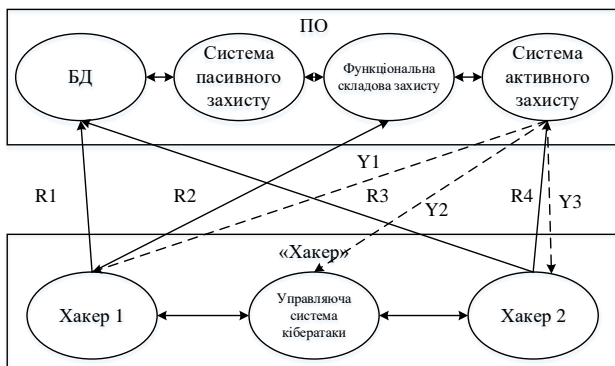 ПО
БД
Система
пасивного
захисту
Функціональна
складова захисту
Система
активного
захисту
R1
R2
Y1
R3
Y2
R4
Y3
«Хакер»
Хакер 1
Управляюча
система
кібератаки
Хакер 2